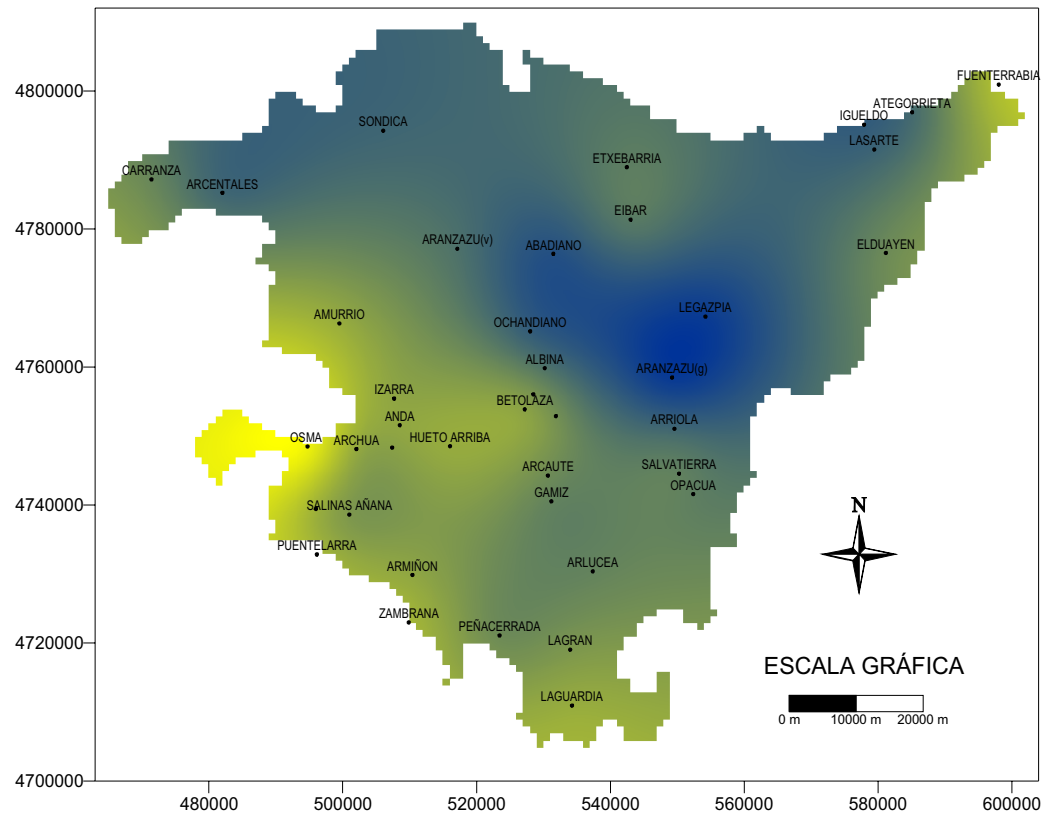 4800000
4780000
4760000
4740000
4720000
4700000
FUENTERRABIA
ATEGORRIETA
IGUELDO
SONDICA
LASARTE
ETXEBARRIA
CARRANZA
ARCENTALES
EIBAR
ARANZAZU(v)
ABADIANO
ELDUAYEN
LEGAZPIA
AMURRIO
OCHANDIANO
ALBINA
ARANZAZU(g)
IZARRA
BETOLAZA
ANDA
ARRIOLA
OSMA
ARCHUA
HUETO ARRIBA
ARCAUTE
SALVATIERRA
GAMIZ
OPACUA
SALINAS AÑANA
N
PUENTELARRA
ARMIÑON
ARLUCEA
ZAMBRANA
PEÑACERRADA
LAGRAN
ESCALA GRÁFICA
LAGUARDIA
0 m 10000 m 20000 m
480000 500000 520000 540000 560000 580000 600000